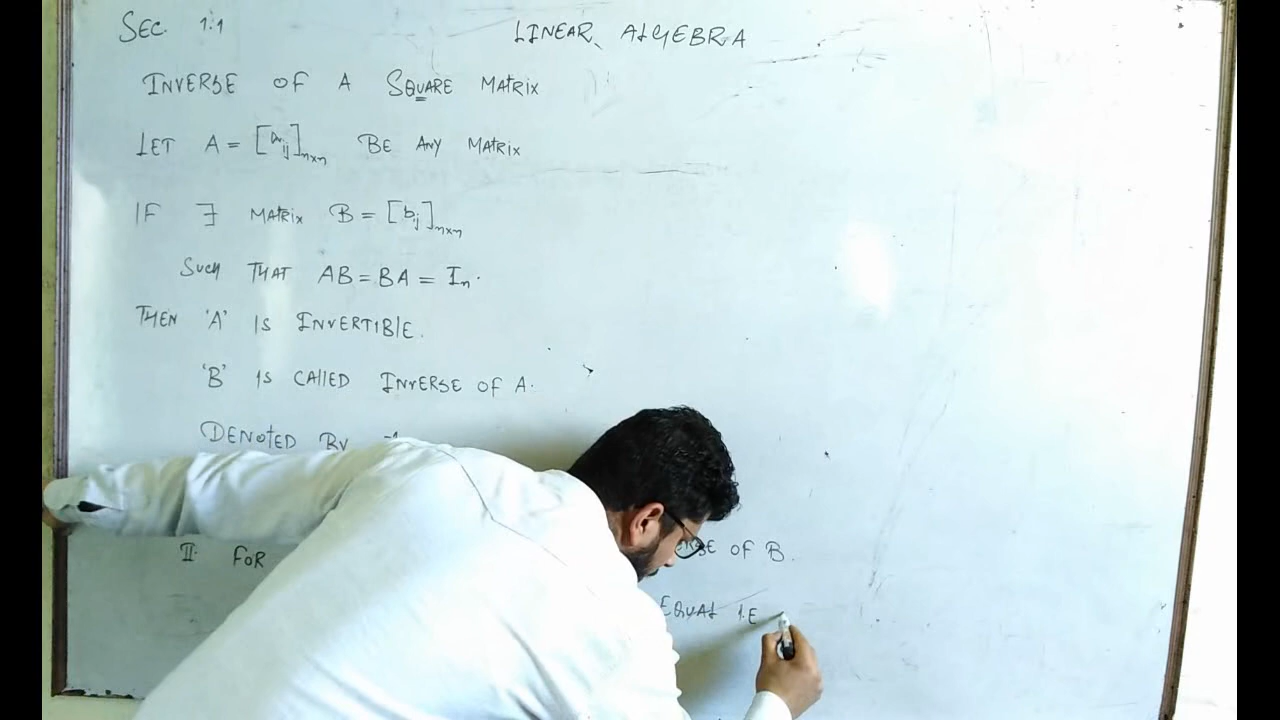 SEC 1.1 LINEAR ALGEBRA
INVERSE OF A SQUARE MATRIX
LET A = [aij]n×n BE ANY MATRIX
IF ∃ MATRIX B = [bij]n×n
SUCH THAT AB = BA = In.
THEN 'A' IS INVERTIBLE.
'B' IS CALLED INVERSE OF A.
DENOTED BY
II. FOR OF B.
EQUAL I.E